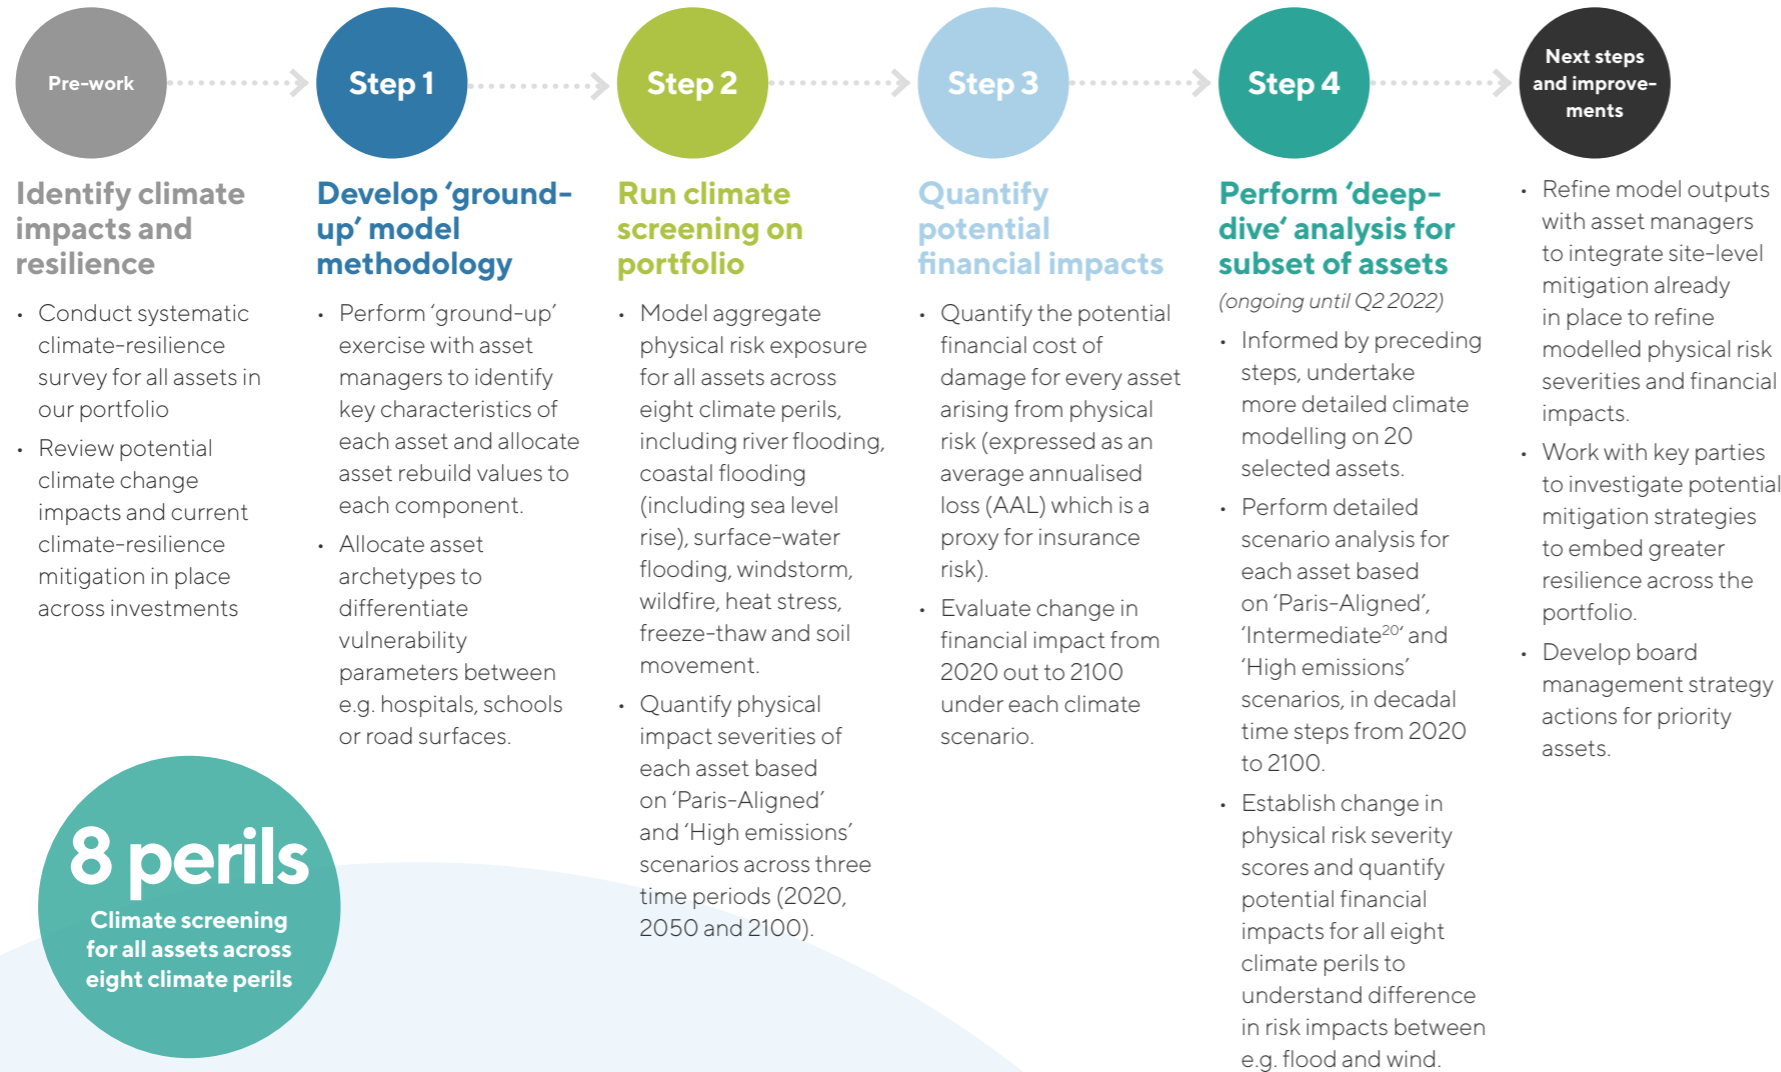 Pre-work
Identify climate
impacts and
resilience
• Conduct systematic
climate-resilience
survey for all assets in
our portfolio
• Review potential
climate change
impacts and current
climate-resilience
mitigation in place
across investments
Step 1
Develop ‘ground-
up’ model
methodology
• Perform ‘ground-up’
exercise with asset
managers to identify
key characteristics of
each asset and allocate
asset rebuild values to
each component.
• Allocate asset
archetypes to
differentiate
vulnerability
parameters between
e.g. hospitals, schools
or road surfaces.
Step 2
Run climate
screening on
portfolio
• Model aggregate
physical risk exposure
for all assets across
eight climate perils,
including river flooding,
coastal flooding
(including sea level
rise), surface-water
flooding, windstorm,
wildfire, heat stress,
freeze-thaw and soil
movement.
• Quantify physical
impact severities of
each asset based
on ‘Paris-Aligned’
and ‘High emissions’
scenarios across three
time periods (2020,
2050 and 2100).
Step 3
Quantify
potential
financial impacts
• Quantify the potential
financial cost of
damage for every asset
arising from physical
risk (expressed as an
average annualised
loss (AAL) which is a
proxy for insurance
risk).
• Evaluate change in
financial impact from
2020 out to 2100
under each climate
scenario.
Step 4
Perform ‘deep-
dive‘ analysis for
subset of assets
(ongoing until Q2 2022)
• Informed by preceding
steps, undertake
more detailed climate
modelling on 20
selected assets.
• Perform detailed
scenario analysis for
each asset based
on ‘Paris-Aligned’,
‘Intermediate²⁰’ and
‘High emissions’
scenarios, in decadal
time steps from 2020
to 2100.
• Establish change in
physical risk severity
scores and quantify
potential financial
impacts for all eight
climate perils to
understand difference
in risk impacts between
e.g. flood and wind.
Next steps
and improve-
ments
• Refine model outputs
with asset managers
to integrate site-level
mitigation already
in place to refine
modelled physical risk
severities and financial
impacts.
• Work with key parties
to investigate potential
mitigation strategies
to embed greater
resilience across the
portfolio.
• Develop board
management strategy
actions for priority
assets.
8 perils
Climate screening
for all assets across
eight climate perils